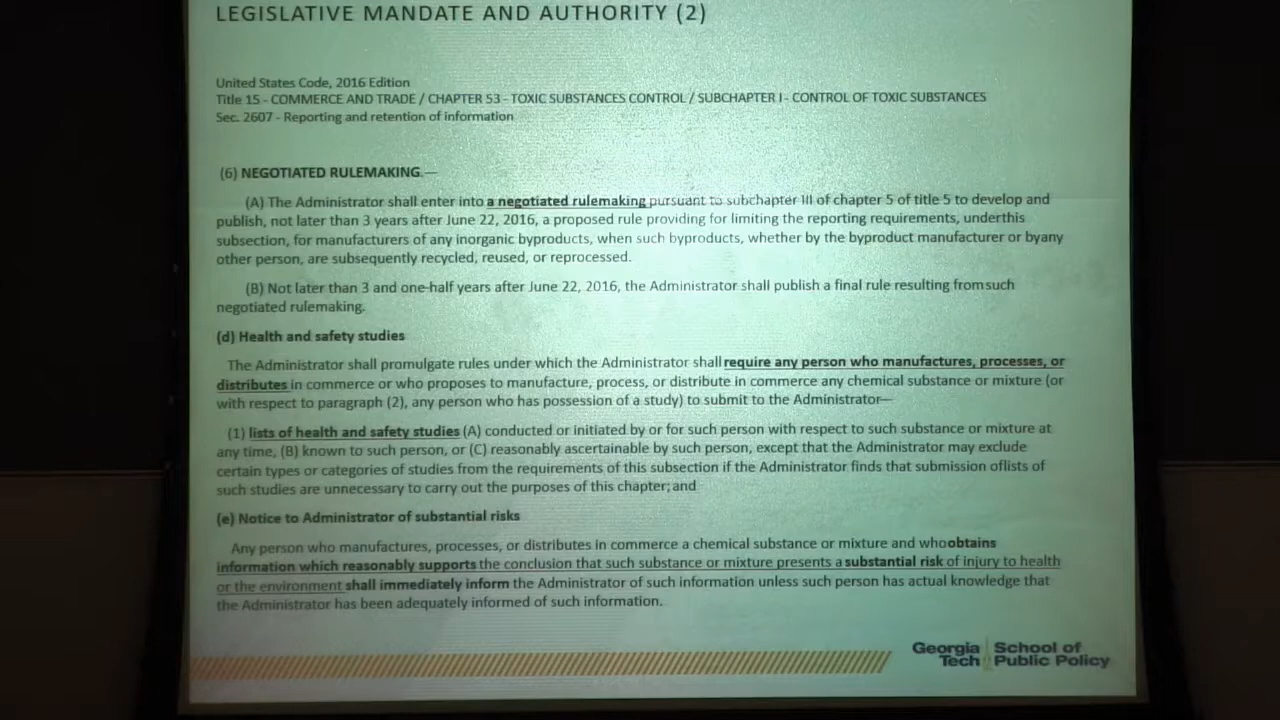 LEGISLATIVE MANDATE AND AUTHORITY (2)
United States Code, 2016 Edition
Title 15 - COMMERCE AND TRADE / CHAPTER 53 - TOXIC SUBSTANCES CONTROL / SUBCHAPTER I - CONTROL OF TOXIC SUBSTANCES
Sec. 2607 - Reporting and retention of information
(6) NEGOTIATED RULEMAKING.—
(A) The Administrator shall enter into a negotiated rulemaking pursuant to subchapter III of chapter 5 of title 5 to develop and
publish, not later than 3 years after June 22, 2016, a proposed rule providing for limiting the reporting requirements, underthis
subsection, for manufacturers of any inorganic byproducts, when such byproducts, whether by the byproduct manufacturer or byany
other person, are subsequently recycled, reused, or reprocessed.
(B) Not later than 3 and one-half years after June 22, 2016, the Administrator shall publish a final rule resulting fromsuch
negotiated rulemaking.
(d) Health and safety studies
The Administrator shall promulgate rules under which the Administrator shall require any person who manufactures, processes, or
distributes in commerce or who proposes to manufacture, process, or distribute in commerce any chemical substance or mixture (or
with respect to paragraph (2), any person who has possession of a study) to submit to the Administrator—
(1) lists of health and safety studies (A) conducted or initiated by or for such person with respect to such substance or mixture at
any time, (B) known to such person, or (C) reasonably ascertainable by such person, except that the Administrator may exclude
certain types or categories of studies from the requirements of this subsection if the Administrator finds that submission oflists of
such studies are unnecessary to carry out the purposes of this chapter; and
(e) Notice to Administrator of substantial risks
Any person who manufactures, processes, or distributes in commerce a chemical substance or mixture and who obtains
information which reasonably supports the conclusion that such substance or mixture presents a substantial risk of injury to health
or the environment shall immediately inform the Administrator of such information unless such person has actual knowledge that
the Administrator has been adequately informed of such information.
Georgia Tech
School of Public Policy